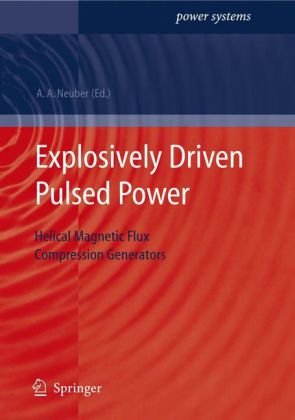 power systems
A. A. Neuber (Ed.)
Explosively Driven
Pulsed Power
Helical Magnetic Flux
Compression Generators
Springer